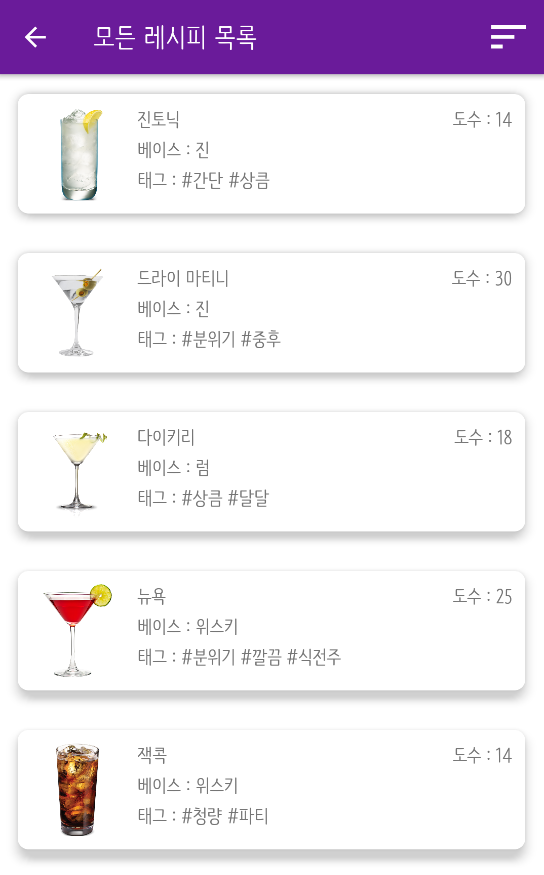 모든 레시피 목록
진토닉 도수 : 14
베이스 : 진
태그 : #간단 #상큼
드라이 마티니 도수 : 30
베이스 : 진
태그 : #분위기 #중후
다이키리 도수 : 18
베이스 : 럼
태그 : #상큼 #달달
뉴욕 도수 : 25
베이스 : 위스키
태그 : #분위기 #깔끔 #식전주
잭콕 도수 : 14
베이스 : 위스키
태그 : #청량 #파티